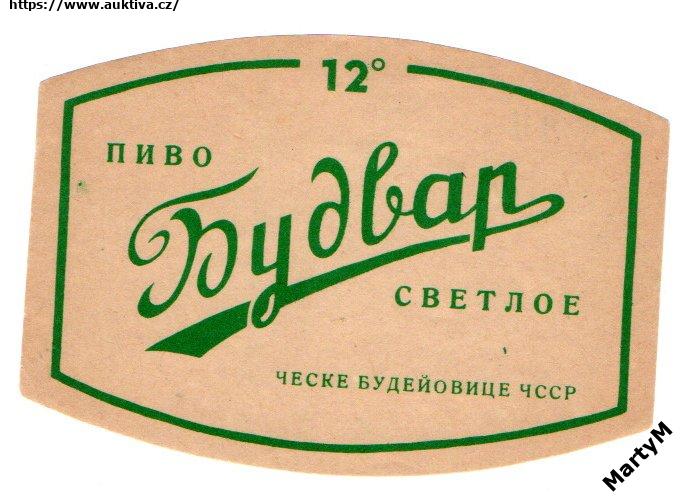 https://www.auktiva.cz/
12°
ПИВО
Будвар
СВЕТЛОЕ
ЧЕСКЕ БУДЕЙОВИЦЕ ЧССР
MartyM